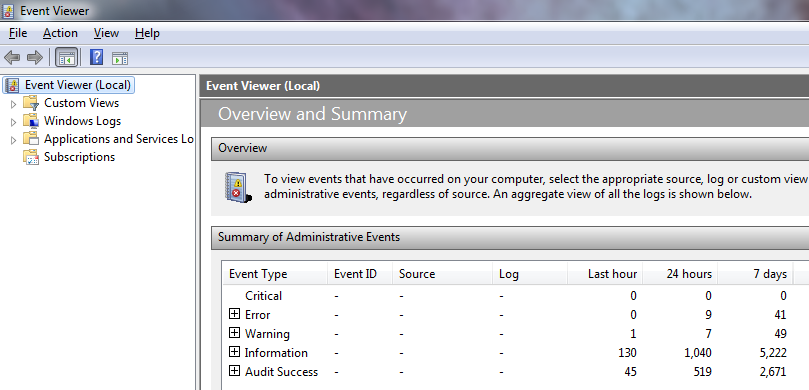 Event Viewer
File Action View Help
Event Viewer (Local)
Custom Views
Windows Logs
Applications and Services Lo
Subscriptions
Event Viewer (Local)
Overview and Summary
Overview
To view events that have occurred on your computer, select the appropriate source, log or custom view
administrative events, regardless of source. An aggregate view of all the logs is shown below.
Summary of Administrative Events
Event Type Event ID Source Log Last hour 24 hours 7 days
Critical - - - 0 0 0
Error - - - 0 9 41
Warning - - - 1 7 49
Information - - - 130 1,040 5,222
Audit Success - - - 45 519 2,671